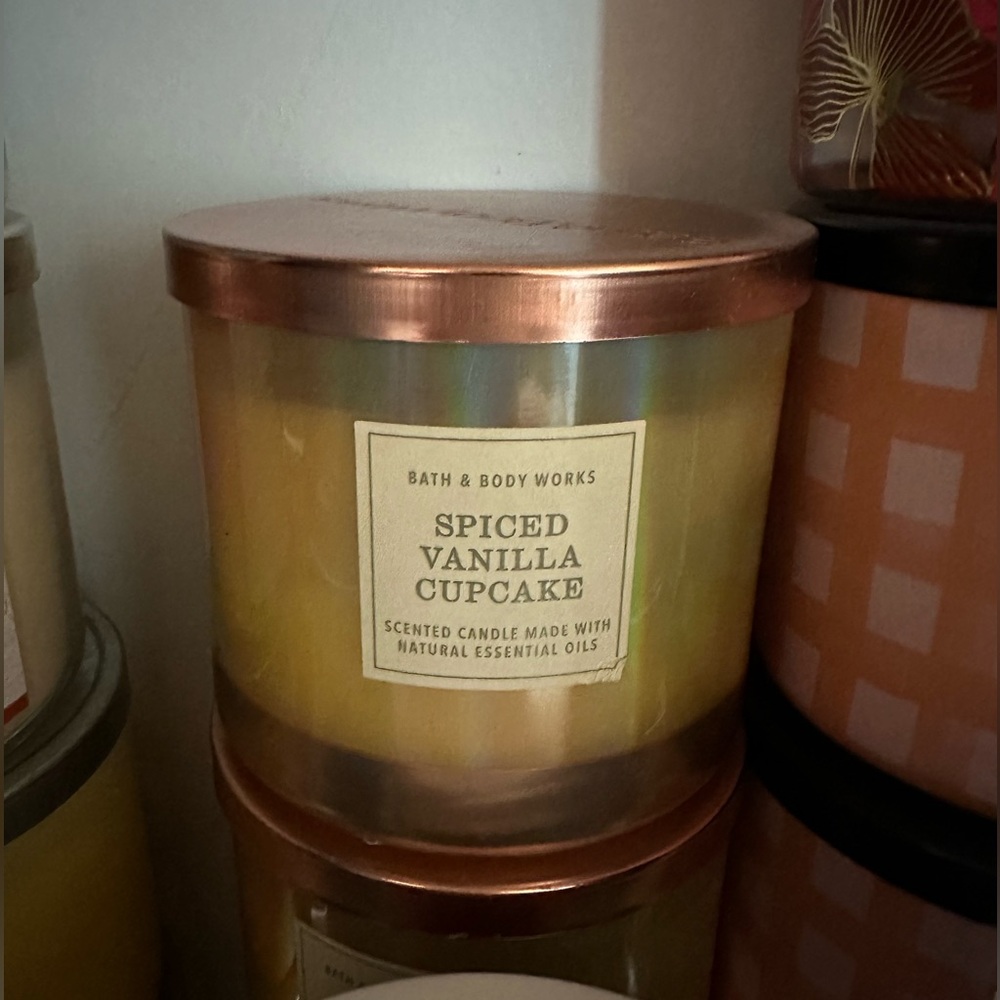 BATH & BODY WORKS
SPICED
VANILLA
CUPCAKE
SCENTED CANDLE MADE WITH
NATURAL ESSENTIAL OILS